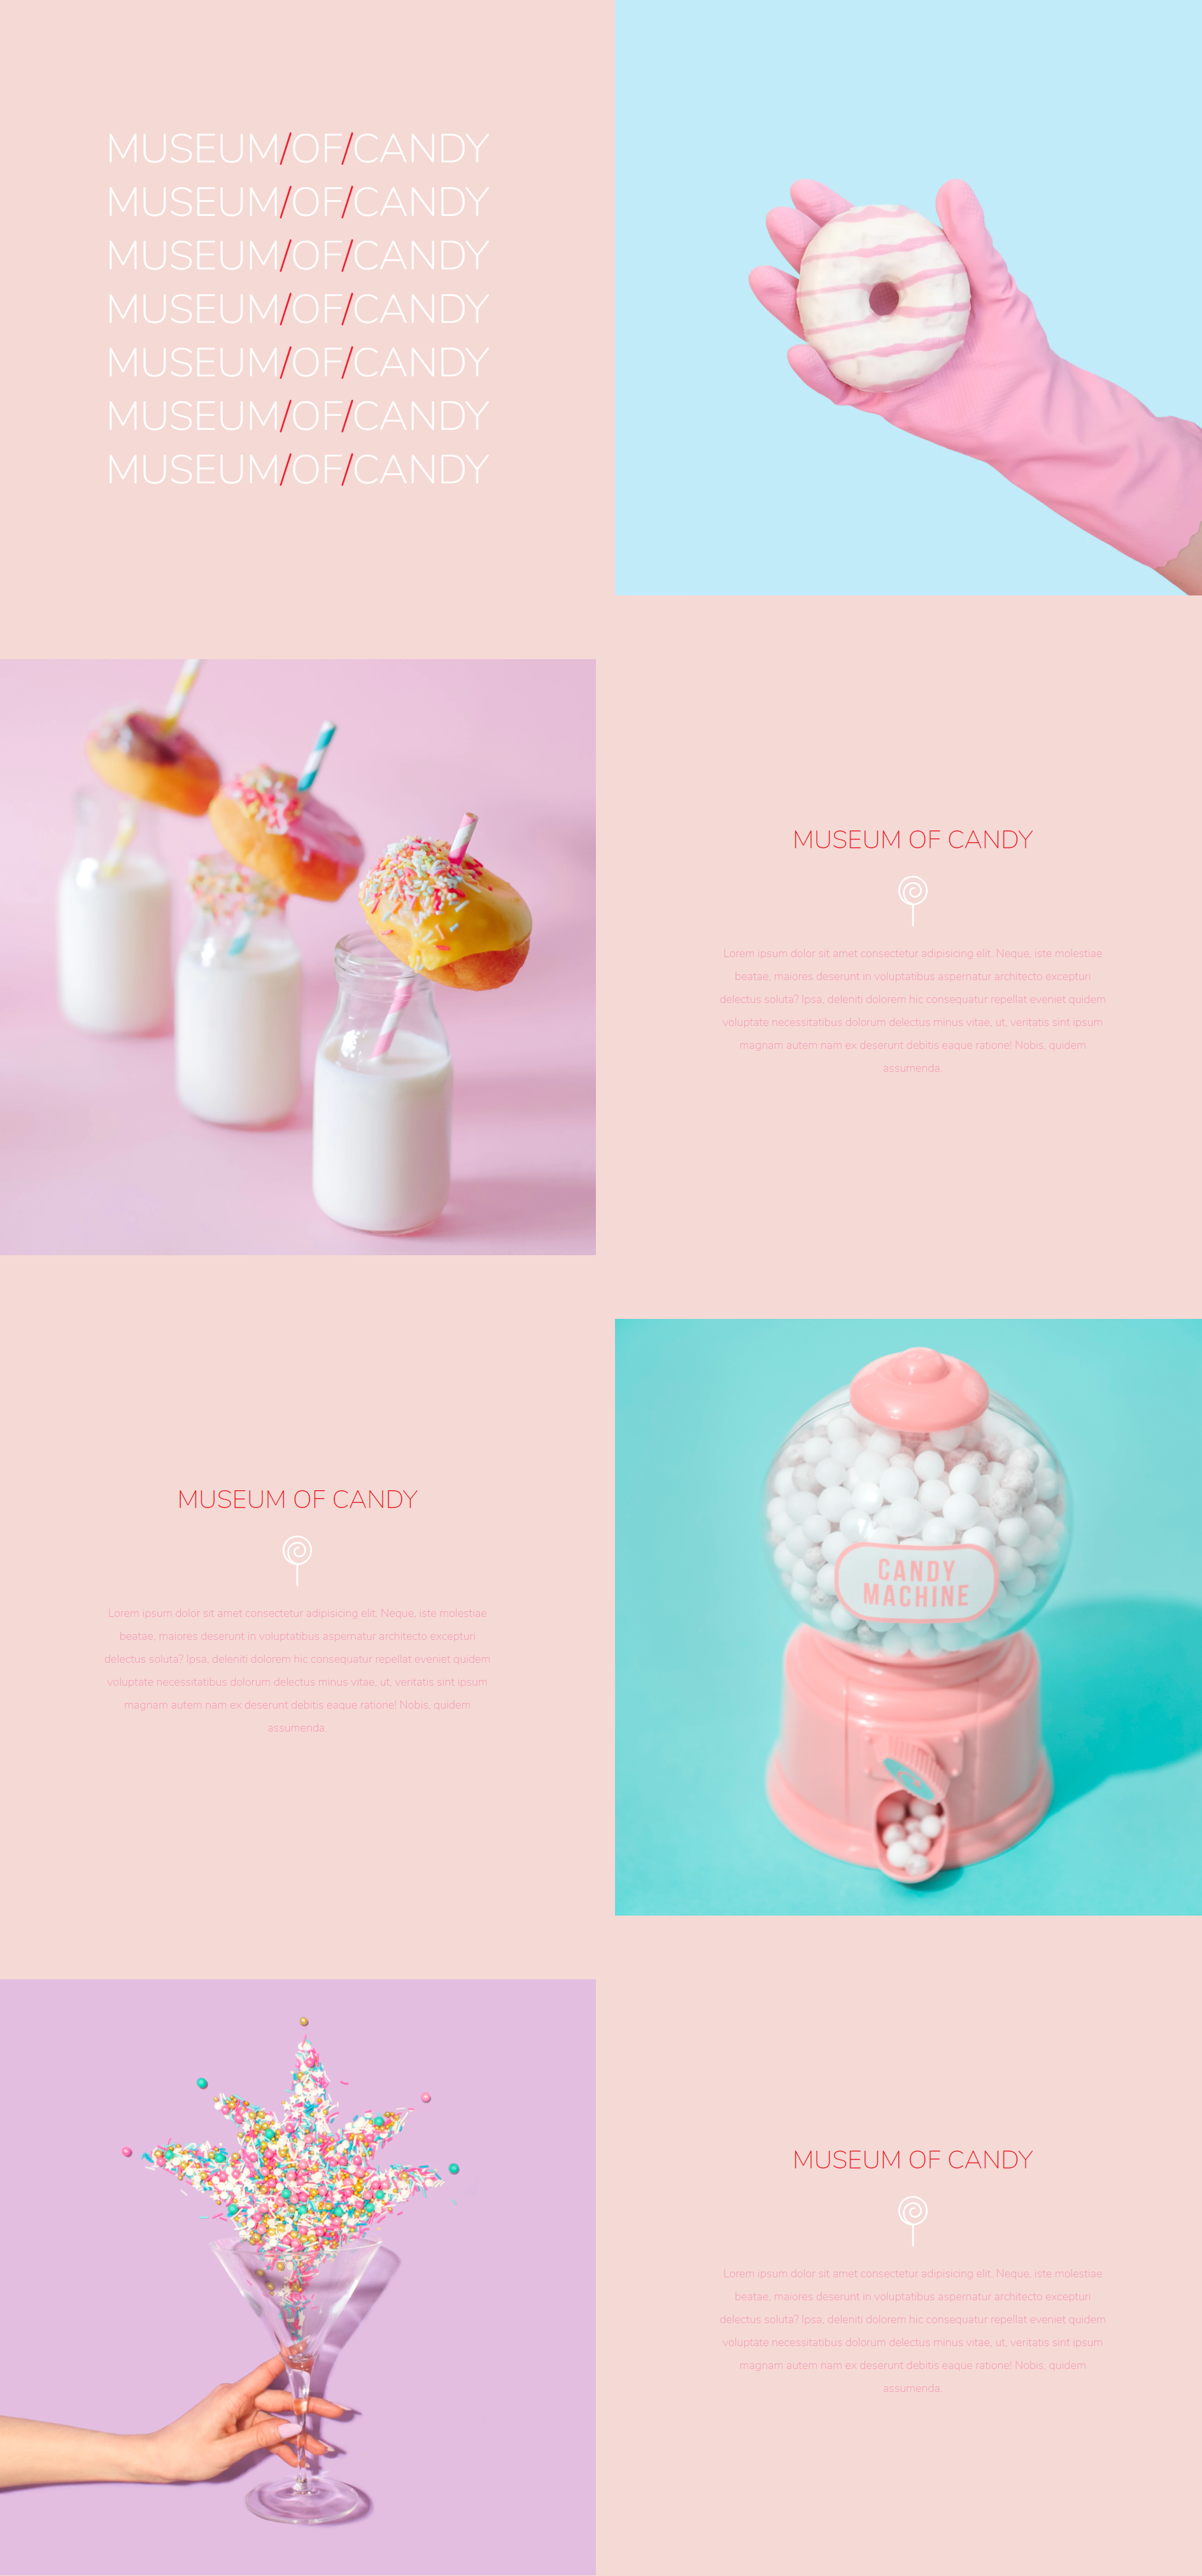 MUSEUM/OF/CANDY
MUSEUM/OF/CANDY
MUSEUM/OF/CANDY
MUSEUM/OF/CANDY
MUSEUM/OF/CANDY
MUSEUM/OF/CANDY
MUSEUM/OF/CANDY
MUSEUM OF CANDY
Lorem ipsum dolor sit amet consectetur adipisicing elit. Neque, iste molestiae
beatae, maiores deserunt in voluptatibus aspernatur architecto excepturi
delectus soluta? Ipsa, deleniti dolorem hic consequatur repellat eveniet quidem
voluptate necessitatibus dolorum delectus minus vitae, ut, veritatis sint ipsum
magnam autem nam ex deserunt debitis eaque ratione! Nobis, quidem
assumenda.
MUSEUM OF CANDY
Lorem ipsum dolor sit amet consectetur adipisicing elit. Neque, iste molestiae
beatae, maiores deserunt in voluptatibus aspernatur architecto excepturi
delectus soluta? Ipsa, deleniti dolorem hic consequatur repellat eveniet quidem
voluptate necessitatibus dolorum delectus minus vitae, ut, veritatis sint ipsum
magnam autem nam ex deserunt debitis eaque ratione! Nobis, quidem
assumenda.
CANDY
MACHINE
MUSEUM OF CANDY
Lorem ipsum dolor sit amet consectetur adipisicing elit. Neque, iste molestiae
beatae, maiores deserunt in voluptatibus aspernatur architecto excepturi
delectus soluta? Ipsa, deleniti dolorem hic consequatur repellat eveniet quidem
voluptate necessitatibus dolorum delectus minus vitae, ut, veritatis sint ipsum
magnam autem nam ex deserunt debitis eaque ratione! Nobis, quidem
assumenda.